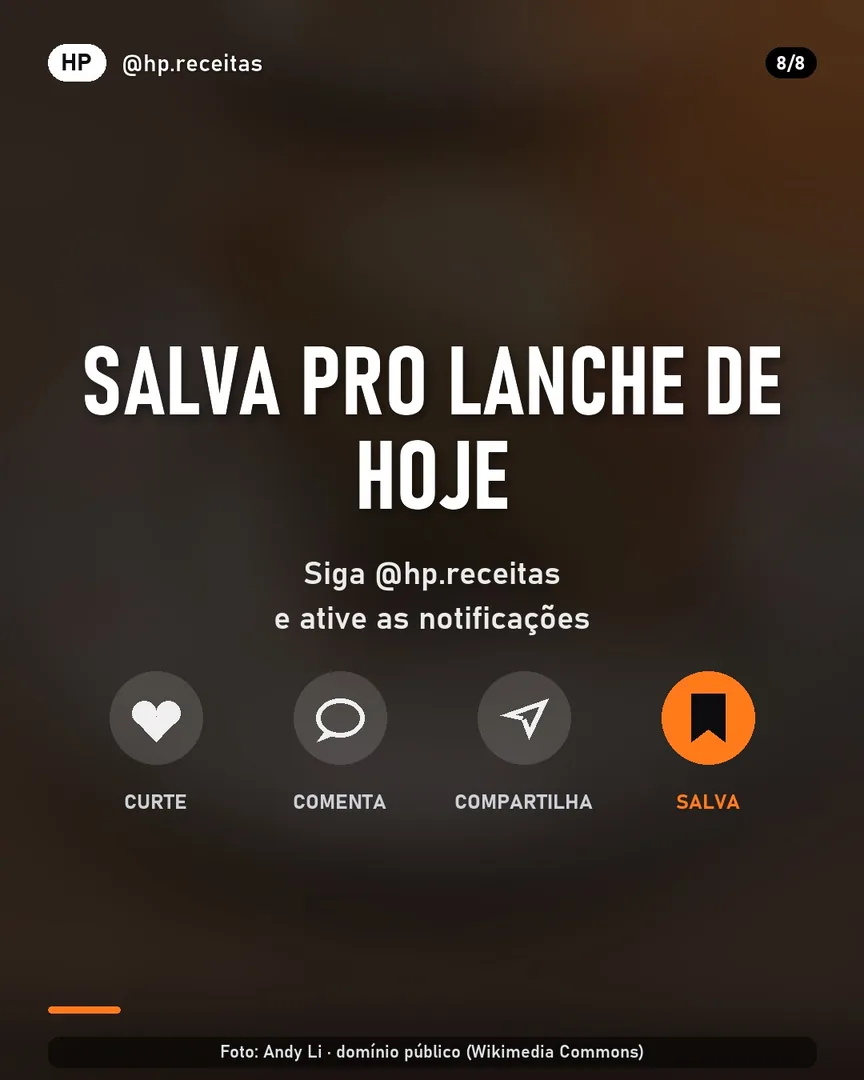 HP @hp.receitas 8/8
SALVA PRO LANCHE DE
HOJE
Siga @hp.receitas
e ative as notificações
CURTE COMENTA COMPARTILHA SALVA
Foto: Andy Li · domínio público (Wikimedia Commons)